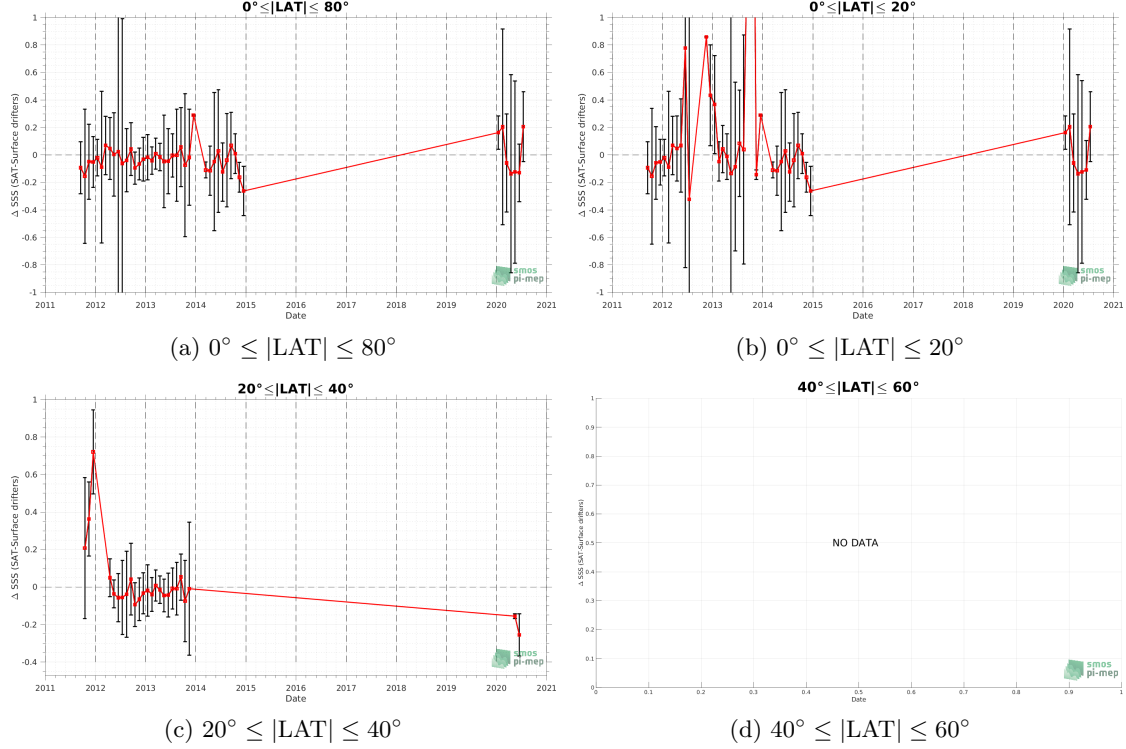 0°≤|LAT|≤ 80°
1
0.8
0.6
0.4
0.2
0
-0.2
-0.4
-0.6
-0.8
-1
Δ SSS (SAT-Surface drifters)
2011 2012 2013 2014 2015 2016 2017 2018 2019 2020 2021
Date
smos
pi-mep
(a) 0° ≤ |LAT| ≤ 80°
0°≤|LAT|≤ 20°
1
0.8
0.6
0.4
0.2
0
-0.2
-0.4
-0.6
-0.8
-1
Δ SSS (SAT-Surface drifters)
2011 2012 2013 2014 2015 2016 2017 2018 2019 2020 2021
Date
smos
pi-mep
(b) 0° ≤ |LAT| ≤ 20°
20°≤|LAT|≤ 40°
1
0.8
0.6
0.4
0.2
0
-0.2
-0.4
Δ SSS (SAT-Surface drifters)
2011 2012 2013 2014 2015 2016 2017 2018 2019 2020 2021
Date
smos
pi-mep
(c) 20° ≤ |LAT| ≤ 40°
40°≤|LAT|≤ 60°
1
0.9
0.8
0.7
0.6
0.5
0.4
0.3
0.2
0.1
0
Δ SSS (SAT-Surface drifters)
NO DATA
0 0.1 0.2 0.3 0.4 0.5 0.6 0.7 0.8 0.9 1
Date
smos
pi-mep
(d) 40° ≤ |LAT| ≤ 60°